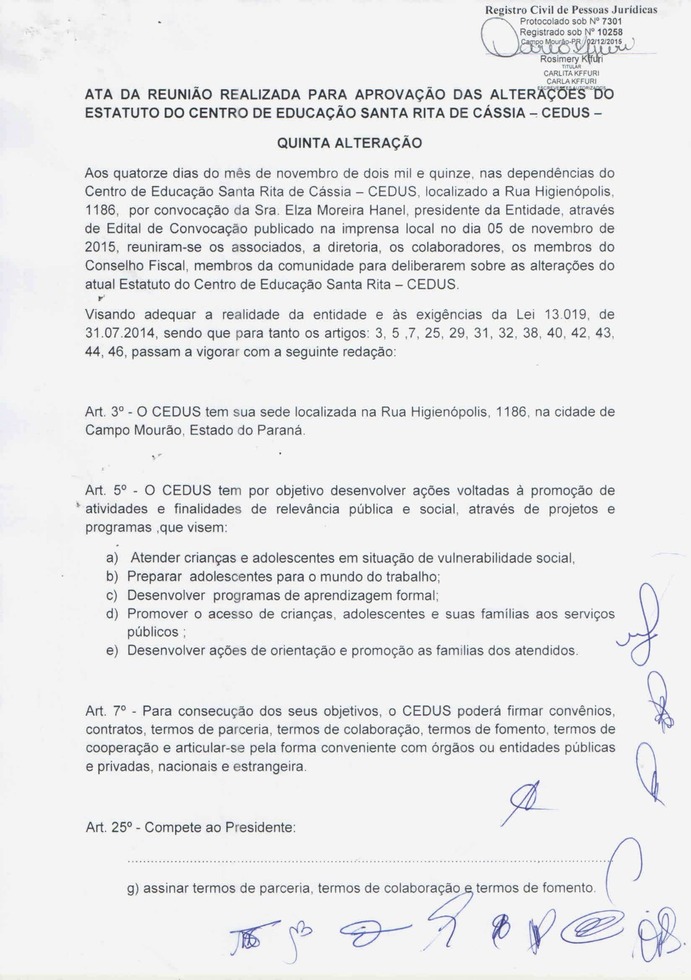 Registro Civil de Pessoas Jurídicas
Protocolado sob Nº 7301
Registrado sob Nº 10258
Campo Mourão-PR 02/12/2015
Rosimery Kffuri
TITULAR
CARLITA KFFURI
CARLA KFFURI
ESCREVENTES AUTORIZADOS
ATA DA REUNIÃO REALIZADA PARA APROVAÇÃO DAS ALTERAÇÕES DO
ESTATUTO DO CENTRO DE EDUCAÇÃO SANTA RITA DE CÁSSIA – CEDUS –
QUINTA ALTERAÇÃO
Aos quatorze dias do mês de novembro de dois mil e quinze, nas dependências do
Centro de Educação Santa Rita de Cássia – CEDUS, localizado a Rua Higienópolis,
1186, por convocação da Sra. Elza Moreira Hanel, presidente da Entidade, através
de Edital de Convocação publicado na imprensa local no dia 05 de novembro de
2015, reuniram-se os associados, a diretoria, os colaboradores, os membros do
Conselho Fiscal, membros da comunidade para deliberarem sobre as alterações do
atual Estatuto do Centro de Educação Santa Rita – CEDUS.
Visando adequar a realidade da entidade e às exigências da Lei 13.019, de
31.07.2014, sendo que para tanto os artigos: 3, 5 ,7, 25, 29, 31, 32, 38, 40, 42, 43,
44, 46, passam a vigorar com a seguinte redação:
Art. 3º - O CEDUS tem sua sede localizada na Rua Higienópolis, 1186, na cidade de
Campo Mourão, Estado do Paraná.
Art. 5º - O CEDUS tem por objetivo desenvolver ações voltadas à promoção de
atividades e finalidades de relevância pública e social, através de projetos e
programas ,que visem:
a) Atender crianças e adolescentes em situação de vulnerabilidade social,
b) Preparar adolescentes para o mundo do trabalho;
c) Desenvolver programas de aprendizagem formal;
d) Promover o acesso de crianças, adolescentes e suas famílias aos serviços
públicos ;
e) Desenvolver ações de orientação e promoção as famílias dos atendidos.
Art. 7º - Para consecução dos seus objetivos, o CEDUS poderá firmar convênios,
contratos, termos de parceria, termos de colaboração, termos de fomento, termos de
cooperação e articular-se pela forma conveniente com órgãos ou entidades públicas
e privadas, nacionais e estrangeira.
Art. 25º - Compete ao Presidente:
..........................................................................................................................
g) assinar termos de parceria, termos de colaboração e termos de fomento.